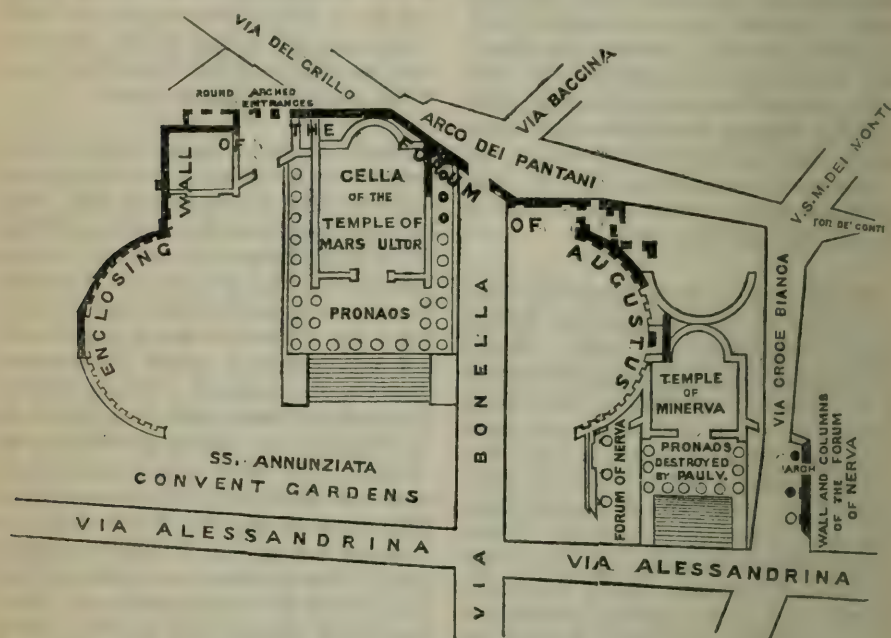 VIA DEL GRILLO
ROUND ARCHED
ENTRANCES
VIA BACCINA
ARCO DEI PANTANI
V.S.M. DEI MONTI
TOR DE' CONTI
ENCLOSING WALL OF THE FORUM OF AUGUSTUS
CELLA
OF THE
TEMPLE OF
MARS ULTOR
PRONAOS
VIA BONELLA
TEMPLE
OF
MINERVA
PRONAOS
DESTROYED
BY PAUL V.
FORUM OF NERVA
VIA CROCE BIANCA
ARCH
WALL AND COLUMNS
OF THE FORUM
OF NERVA
SS. ANNUNZIATA
CONVENT GARDENS
VIA ALESSANDRINA
VIA ALESSANDRINA